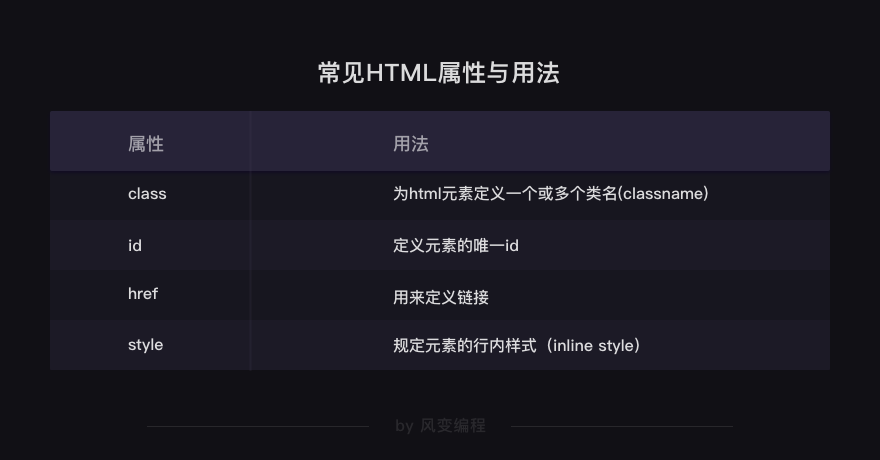 常见HTML属性与用法
属性 用法
class 为html元素定义一个或多个类名(classname)
id 定义元素的唯一id
href 用来定义链接
style 规定元素的行内样式（inline style）
by 风变编程